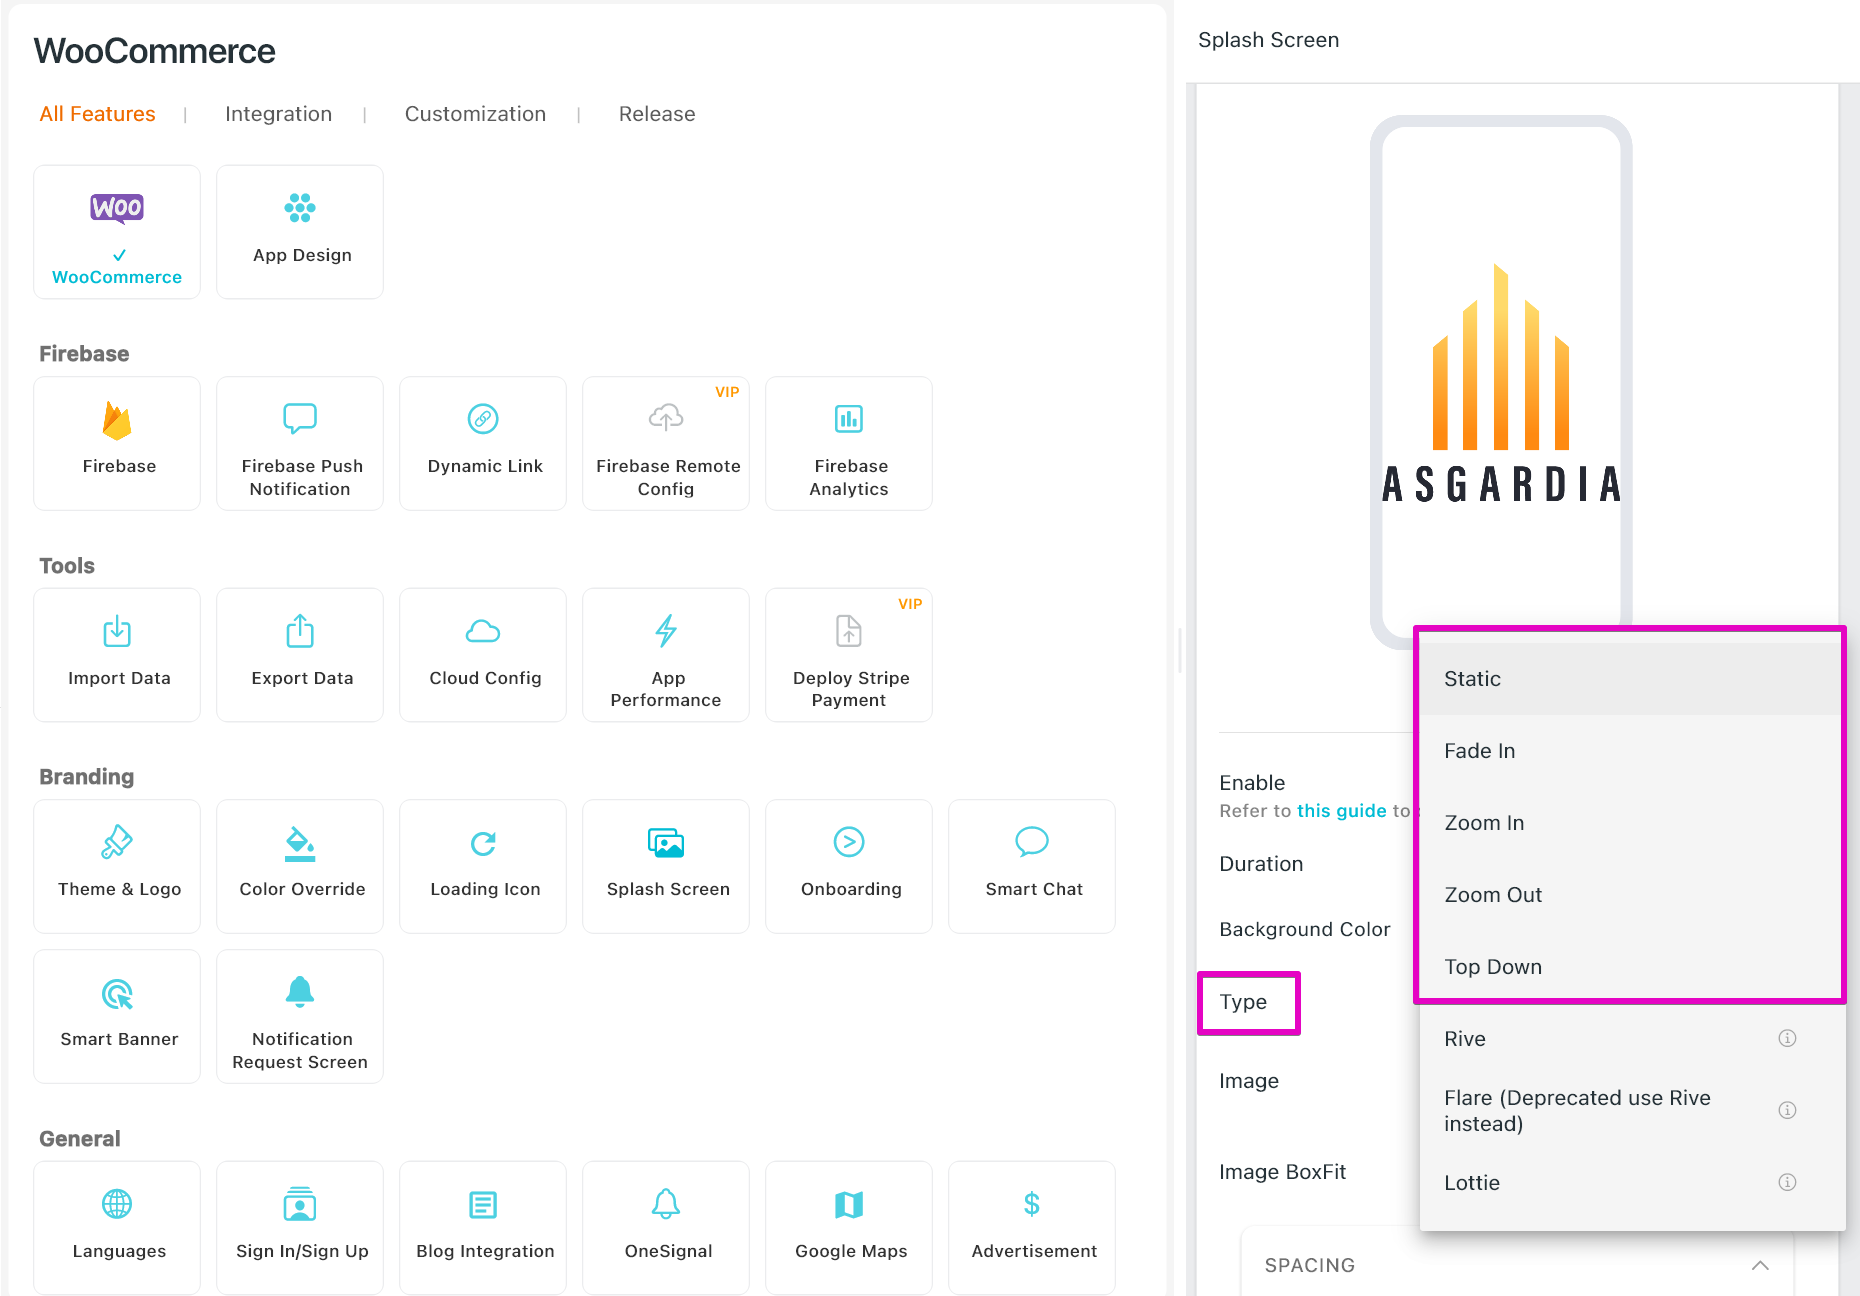 WooCommerce
All Features | Integration | Customization | Release
WOO
WooCommerce
App Design
Firebase
Firebase
Firebase Push
Notification
Dynamic Link
VIP
Firebase Remote
Config
Firebase
Analytics
Tools
Import Data
Export Data
Cloud Config
App
Performance
VIP
Deploy Stripe
Payment
Branding
Theme & Logo
Color Override
Loading Icon
Splash Screen
Onboarding
Smart Chat
Smart Banner
Notification
Request Screen
General
Languages
Sign In/Sign Up
Blog Integration
OneSignal
Google Maps
$
Advertisement
Splash Screen
ASGARDIA
Enable
Refer to this guide to
Duration
Background Color
Type
Image
Image BoxFit
SPACING
Static
Fade In
Zoom In
Zoom Out
Top Down
Rive
Flare (Deprecated use Rive
instead)
Lottie